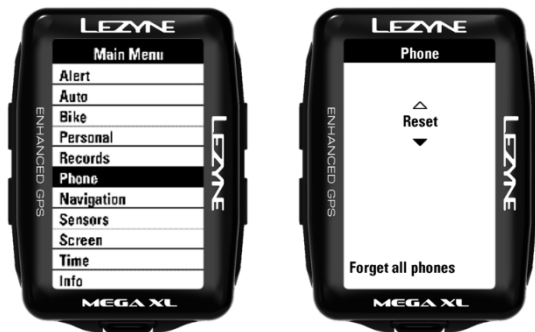 LEZYNE
Main Menu
Alert
Auto
Bike
Personal
Records
Phone
Navigation
Sensors
Screen
Time
Info
ENHANCED GPS
LEZYNE
MEGA XL
LEZYNE
Phone
Reset
Forget all phones
ENHANCED GPS
LEZYNE
MEGA XL